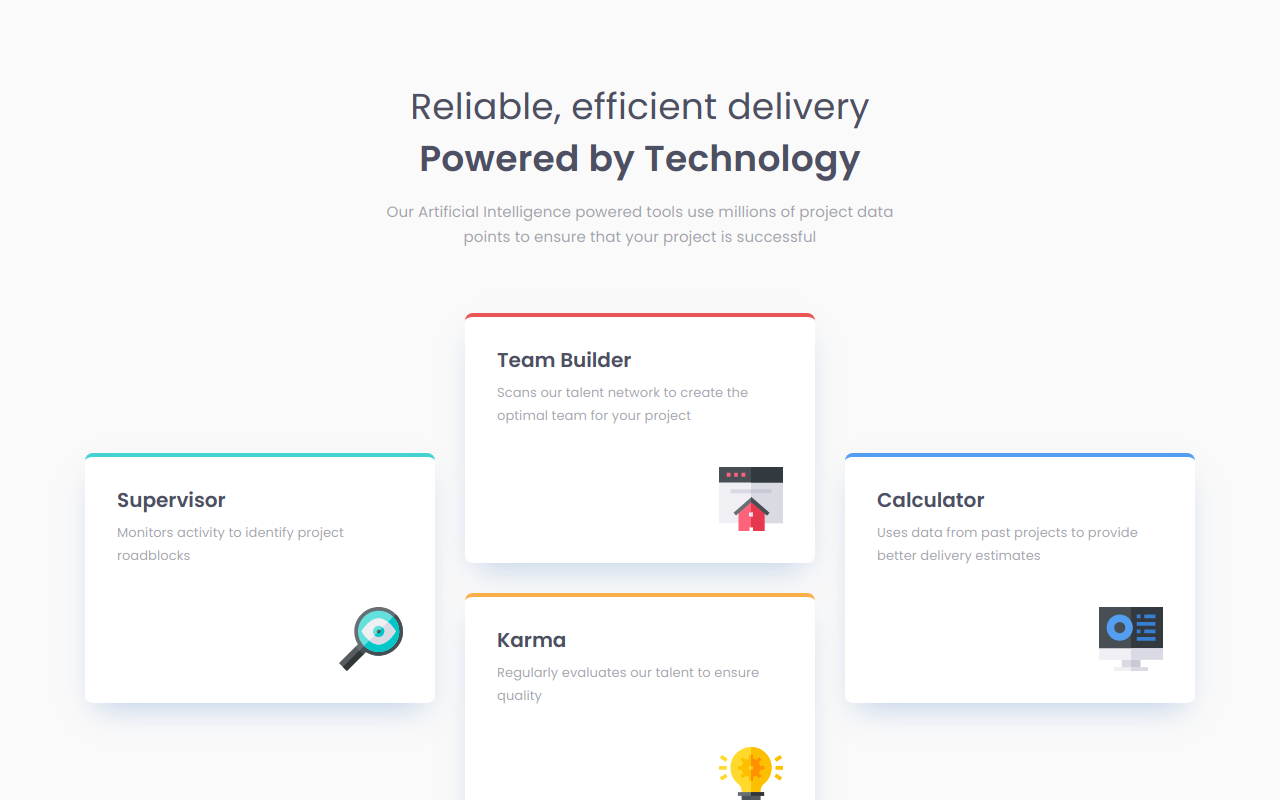 Reliable, efficient delivery
Powered by Technology
Our Artificial Intelligence powered tools use millions of project data
points to ensure that your project is successful
Team Builder
Scans our talent network to create the
optimal team for your project
Supervisor
Monitors activity to identify project
roadblocks
Calculator
Uses data from past projects to provide
better delivery estimates
Karma
Regularly evaluates our talent to ensure
quality